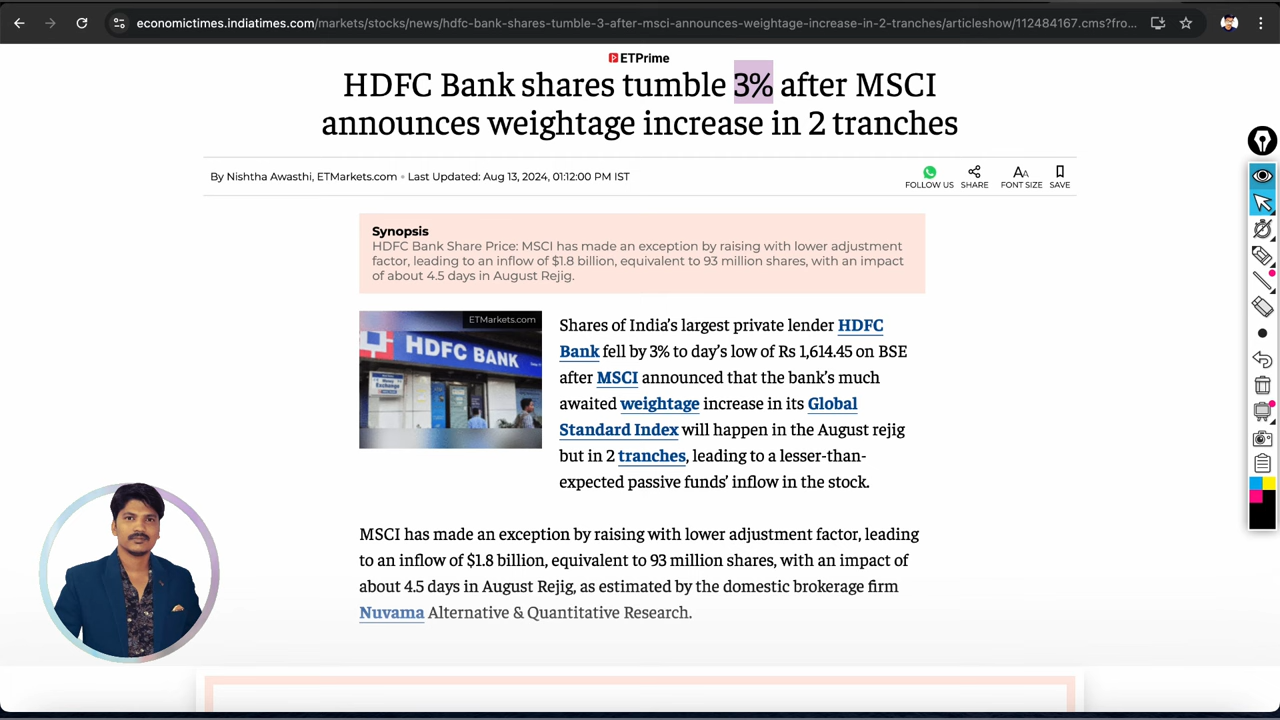 economictimes.indiatimes.com/markets/stocks/news/hdfc-bank-shares-tumble-3-after-msci-announces-weightage-increase-in-2-tranches/articleshow/112484167.cms?fro...
ETPrime
HDFC Bank shares tumble 3% after MSCI
announces weightage increase in 2 tranches
By Nishtha Awasthi, ETMarkets.com • Last Updated: Aug 13, 2024, 01:12:00 PM IST
FOLLOW US SHARE FONT SIZE SAVE
Synopsis
HDFC Bank Share Price: MSCI has made an exception by raising with lower adjustment
factor, leading to an inflow of $1.8 billion, equivalent to 93 million shares, with an impact
of about 4.5 days in August Rejig.
ETMarkets.com
HDFC BANK
Shares of India's largest private lender HDFC
Bank fell by 3% to day's low of Rs 1,614.45 on BSE
after MSCI announced that the bank's much
awaited weightage increase in its Global
Standard Index will happen in the August rejig
but in 2 tranches, leading to a lesser-than-
expected passive funds' inflow in the stock.
MSCI has made an exception by raising with lower adjustment factor, leading
to an inflow of $1.8 billion, equivalent to 93 million shares, with an impact of
about 4.5 days in August Rejig, as estimated by the domestic brokerage firm
Nuvama Alternative & Quantitative Research.